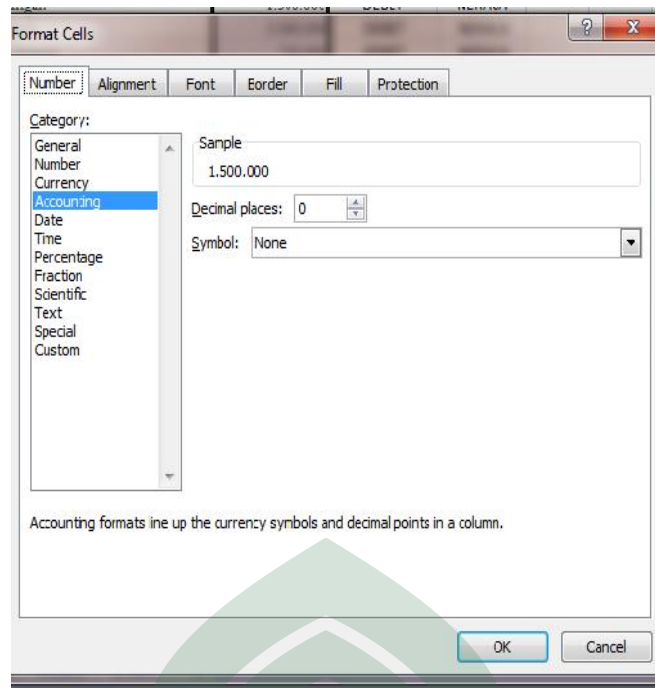 Format Cells
Number Alignment Font Border Fill Protection
Category:
General
Number
Currency
Accounting
Date
Time
Percentage
Fraction
Scientific
Text
Special
Custom
Sample
1.500.000
Decimal places: 0
Symbol: None
Accounting formats line up the currency symbols and decimal points in a column.
OK Cancel